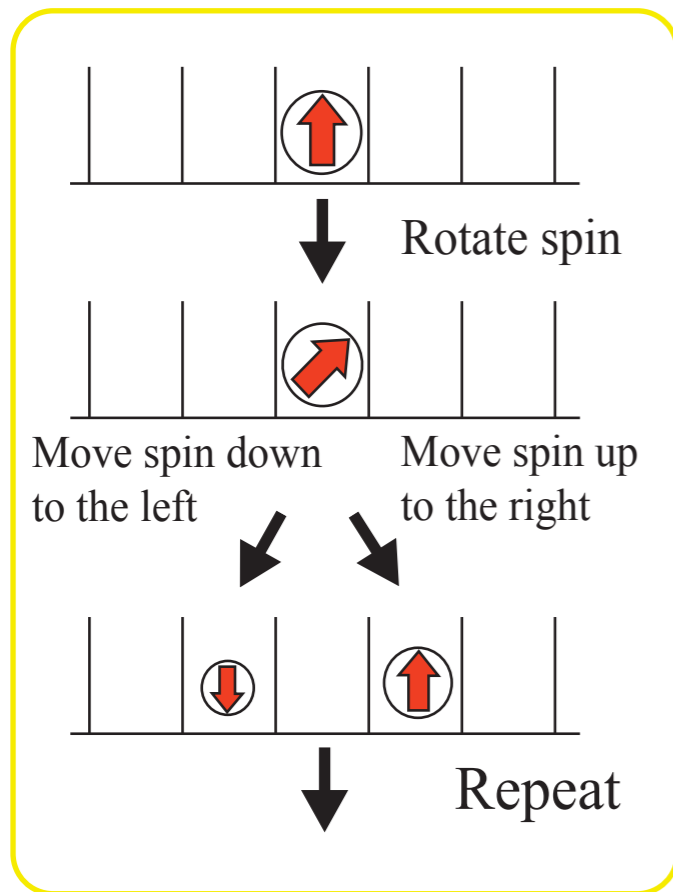 Rotate spin
Move spin down
to the left
Move spin up
to the right
Repeat